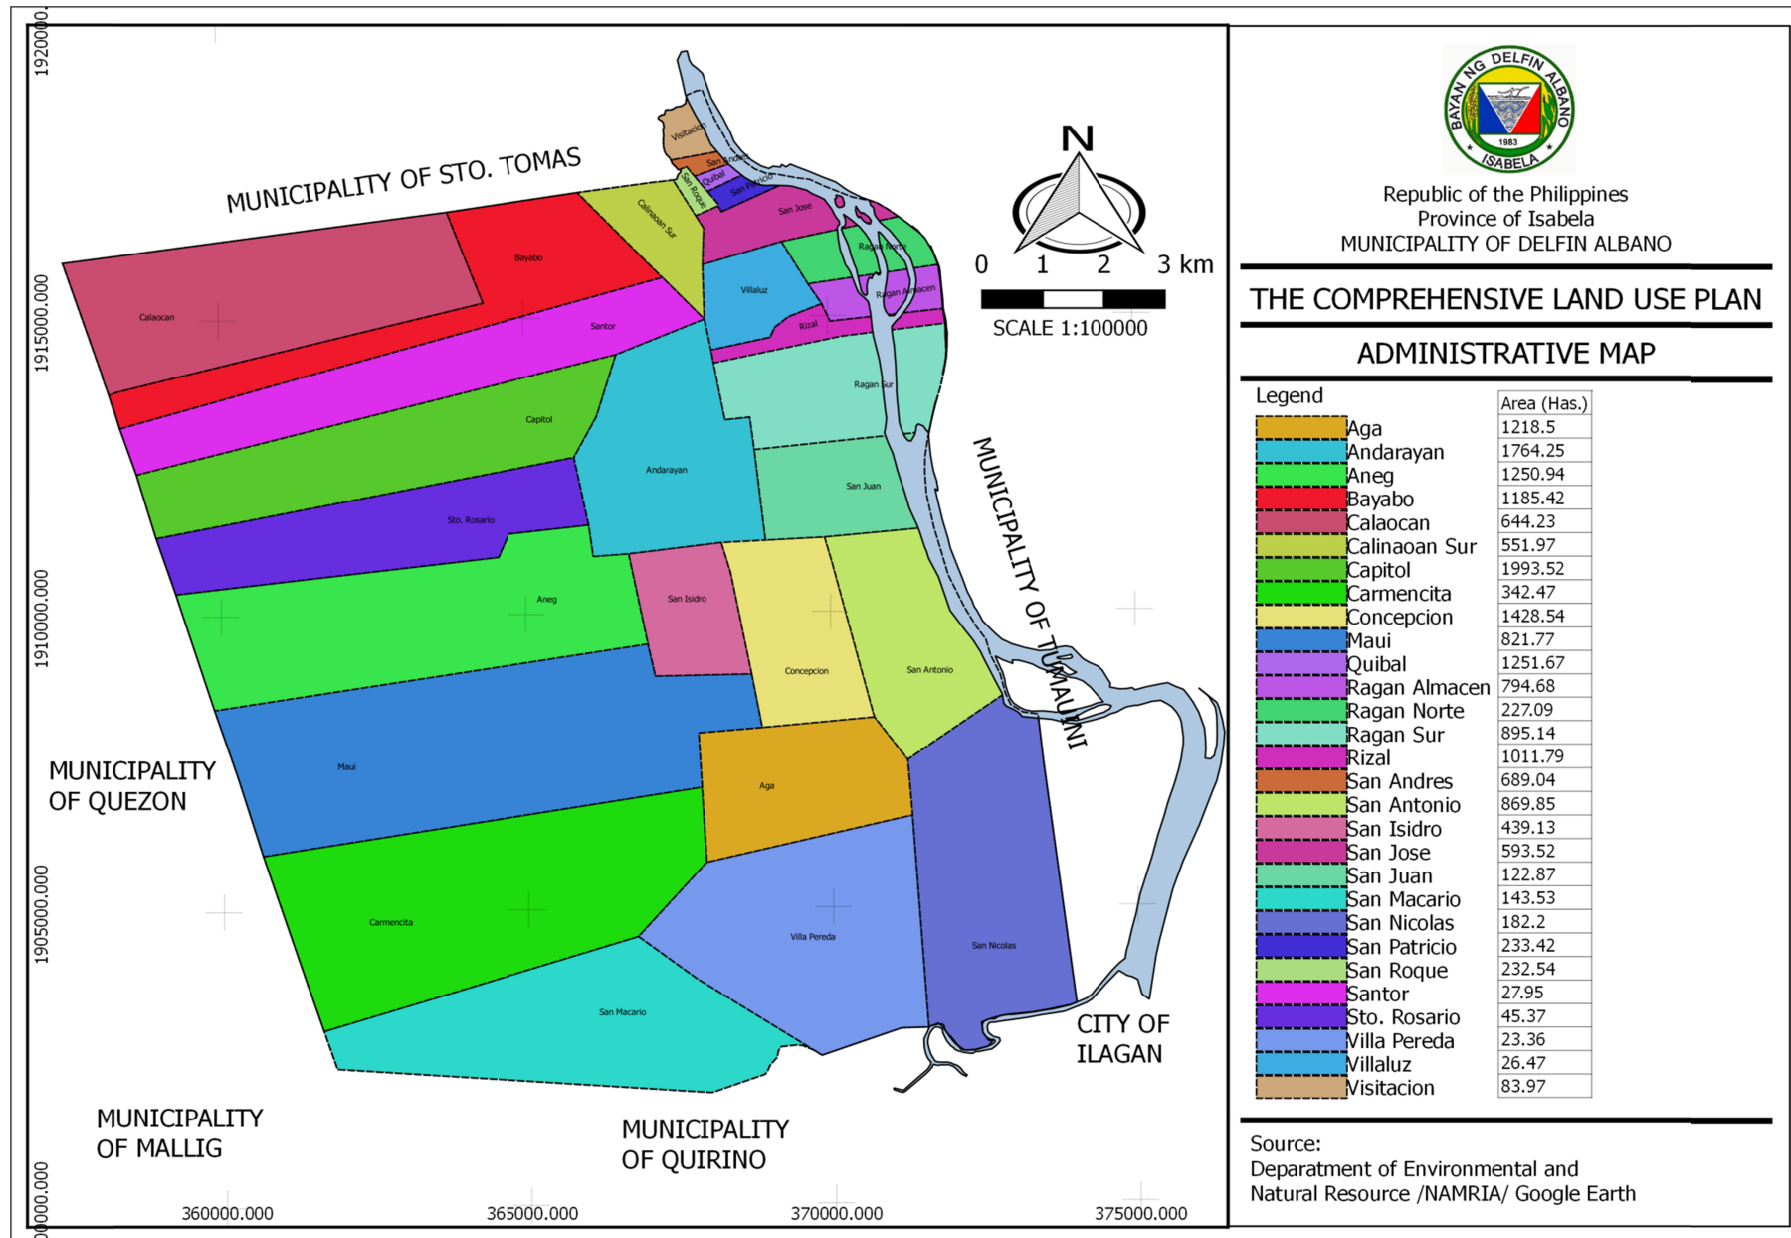 1920000
1915000.000
1910000.000
1905000.000
00000.000
360000.000
365000.000
370000.000
375000.000
MUNICIPALITY OF STO. TOMAS
MUNICIPALITY OF TUMAUINI
MUNICIPALITY
OF QUEZON
MUNICIPALITY
OF MALLIG
MUNICIPALITY
OF QUIRINO
CITY OF
ILAGAN
Visitacion
San Andres
Quibal
San Roque
San Patricio
San Jose
Calinaoan Sur
Bayabo
Calaocan
Santor
Villaluz
Ragan Norte
Ragan Almacen
Rizal
Ragan Sur
Capitol
Andarayan
San Juan
Sto. Rosario
Aneg
San Isidro
Concepcion
San Antonio
Maui
Aga
Carmencita
Villa Pereda
San Nicolas
San Macario
N
0 1 2 3 km
SCALE 1:100000
BAYAN NG DELFIN ALBANO
1983
ISABELA
Republic of the Philippines
Province of Isabela
MUNICIPALITY OF DELFIN ALBANO
THE COMPREHENSIVE LAND USE PLAN
ADMINISTRATIVE MAP
Legend Area (Has.)
Aga 1218.5
Andarayan 1764.25
Aneg 1250.94
Bayabo 1185.42
Calaocan 644.23
Calinaoan Sur 551.97
Capitol 1993.52
Carmencita 342.47
Concepcion 1428.54
Maui 821.77
Quibal 1251.67
Ragan Almacen 794.68
Ragan Norte 227.09
Ragan Sur 895.14
Rizal 1011.79
San Andres 689.04
San Antonio 869.85
San Isidro 439.13
San Jose 593.52
San Juan 122.87
San Macario 143.53
San Nicolas 182.2
San Patricio 233.42
San Roque 232.54
Santor 27.95
Sto. Rosario 45.37
Villa Pereda 23.36
Villaluz 26.47
Visitacion 83.97
Source:
Deparatment of Environmental and
Natural Resource /NAMRIA/ Google Earth